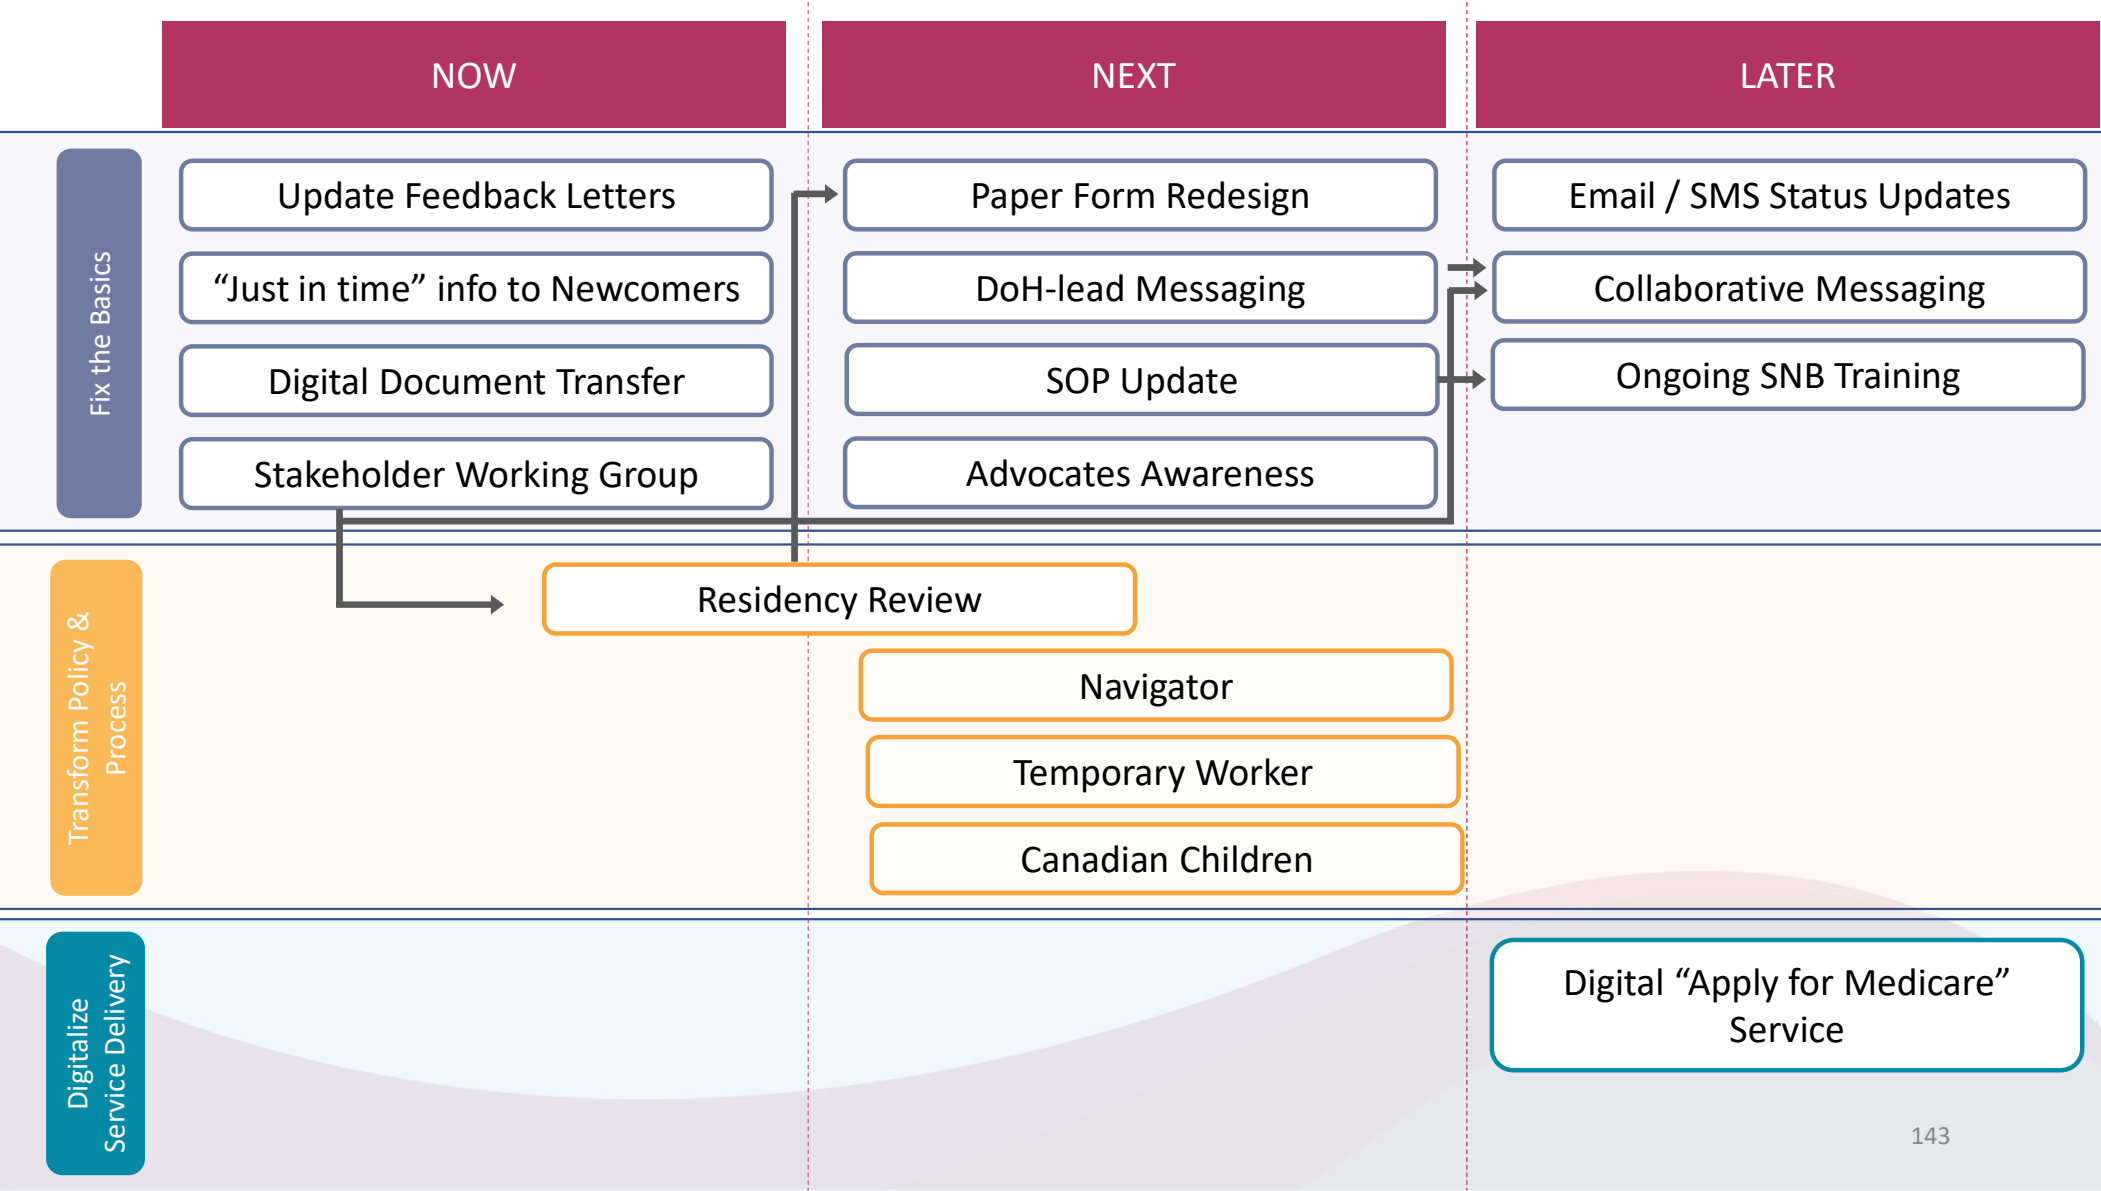 NOW
NEXT
LATER
Fix the Basics
Update Feedback Letters
Paper Form Redesign
Email / SMS Status Updates
“Just in time” info to Newcomers
DoH-lead Messaging
Collaborative Messaging
Digital Document Transfer
SOP Update
Ongoing SNB Training
Stakeholder Working Group
Advocates Awareness
Transform Policy &
Process
Residency Review
Navigator
Temporary Worker
Canadian Children
Digitalize
Service Delivery
Digital “Apply for Medicare”
Service
143